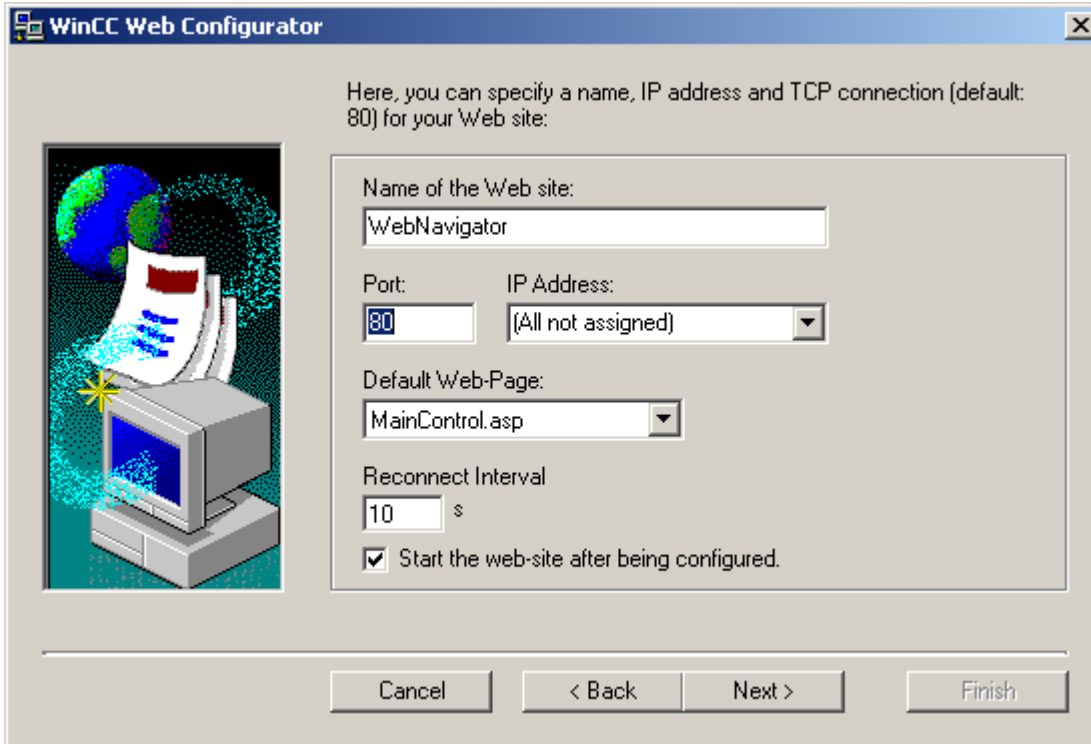 WinCC Web Configurator
Here, you can specify a name, IP address and TCP connection (default:
80) for your Web site:
Name of the Web site:
WebNavigator
Port: IP Address:
80 (All not assigned)
Default Web-Page:
MainControl.asp
Reconnect Interval
10 s
Start the web-site after being configured.
Cancel < Back Next > Finish